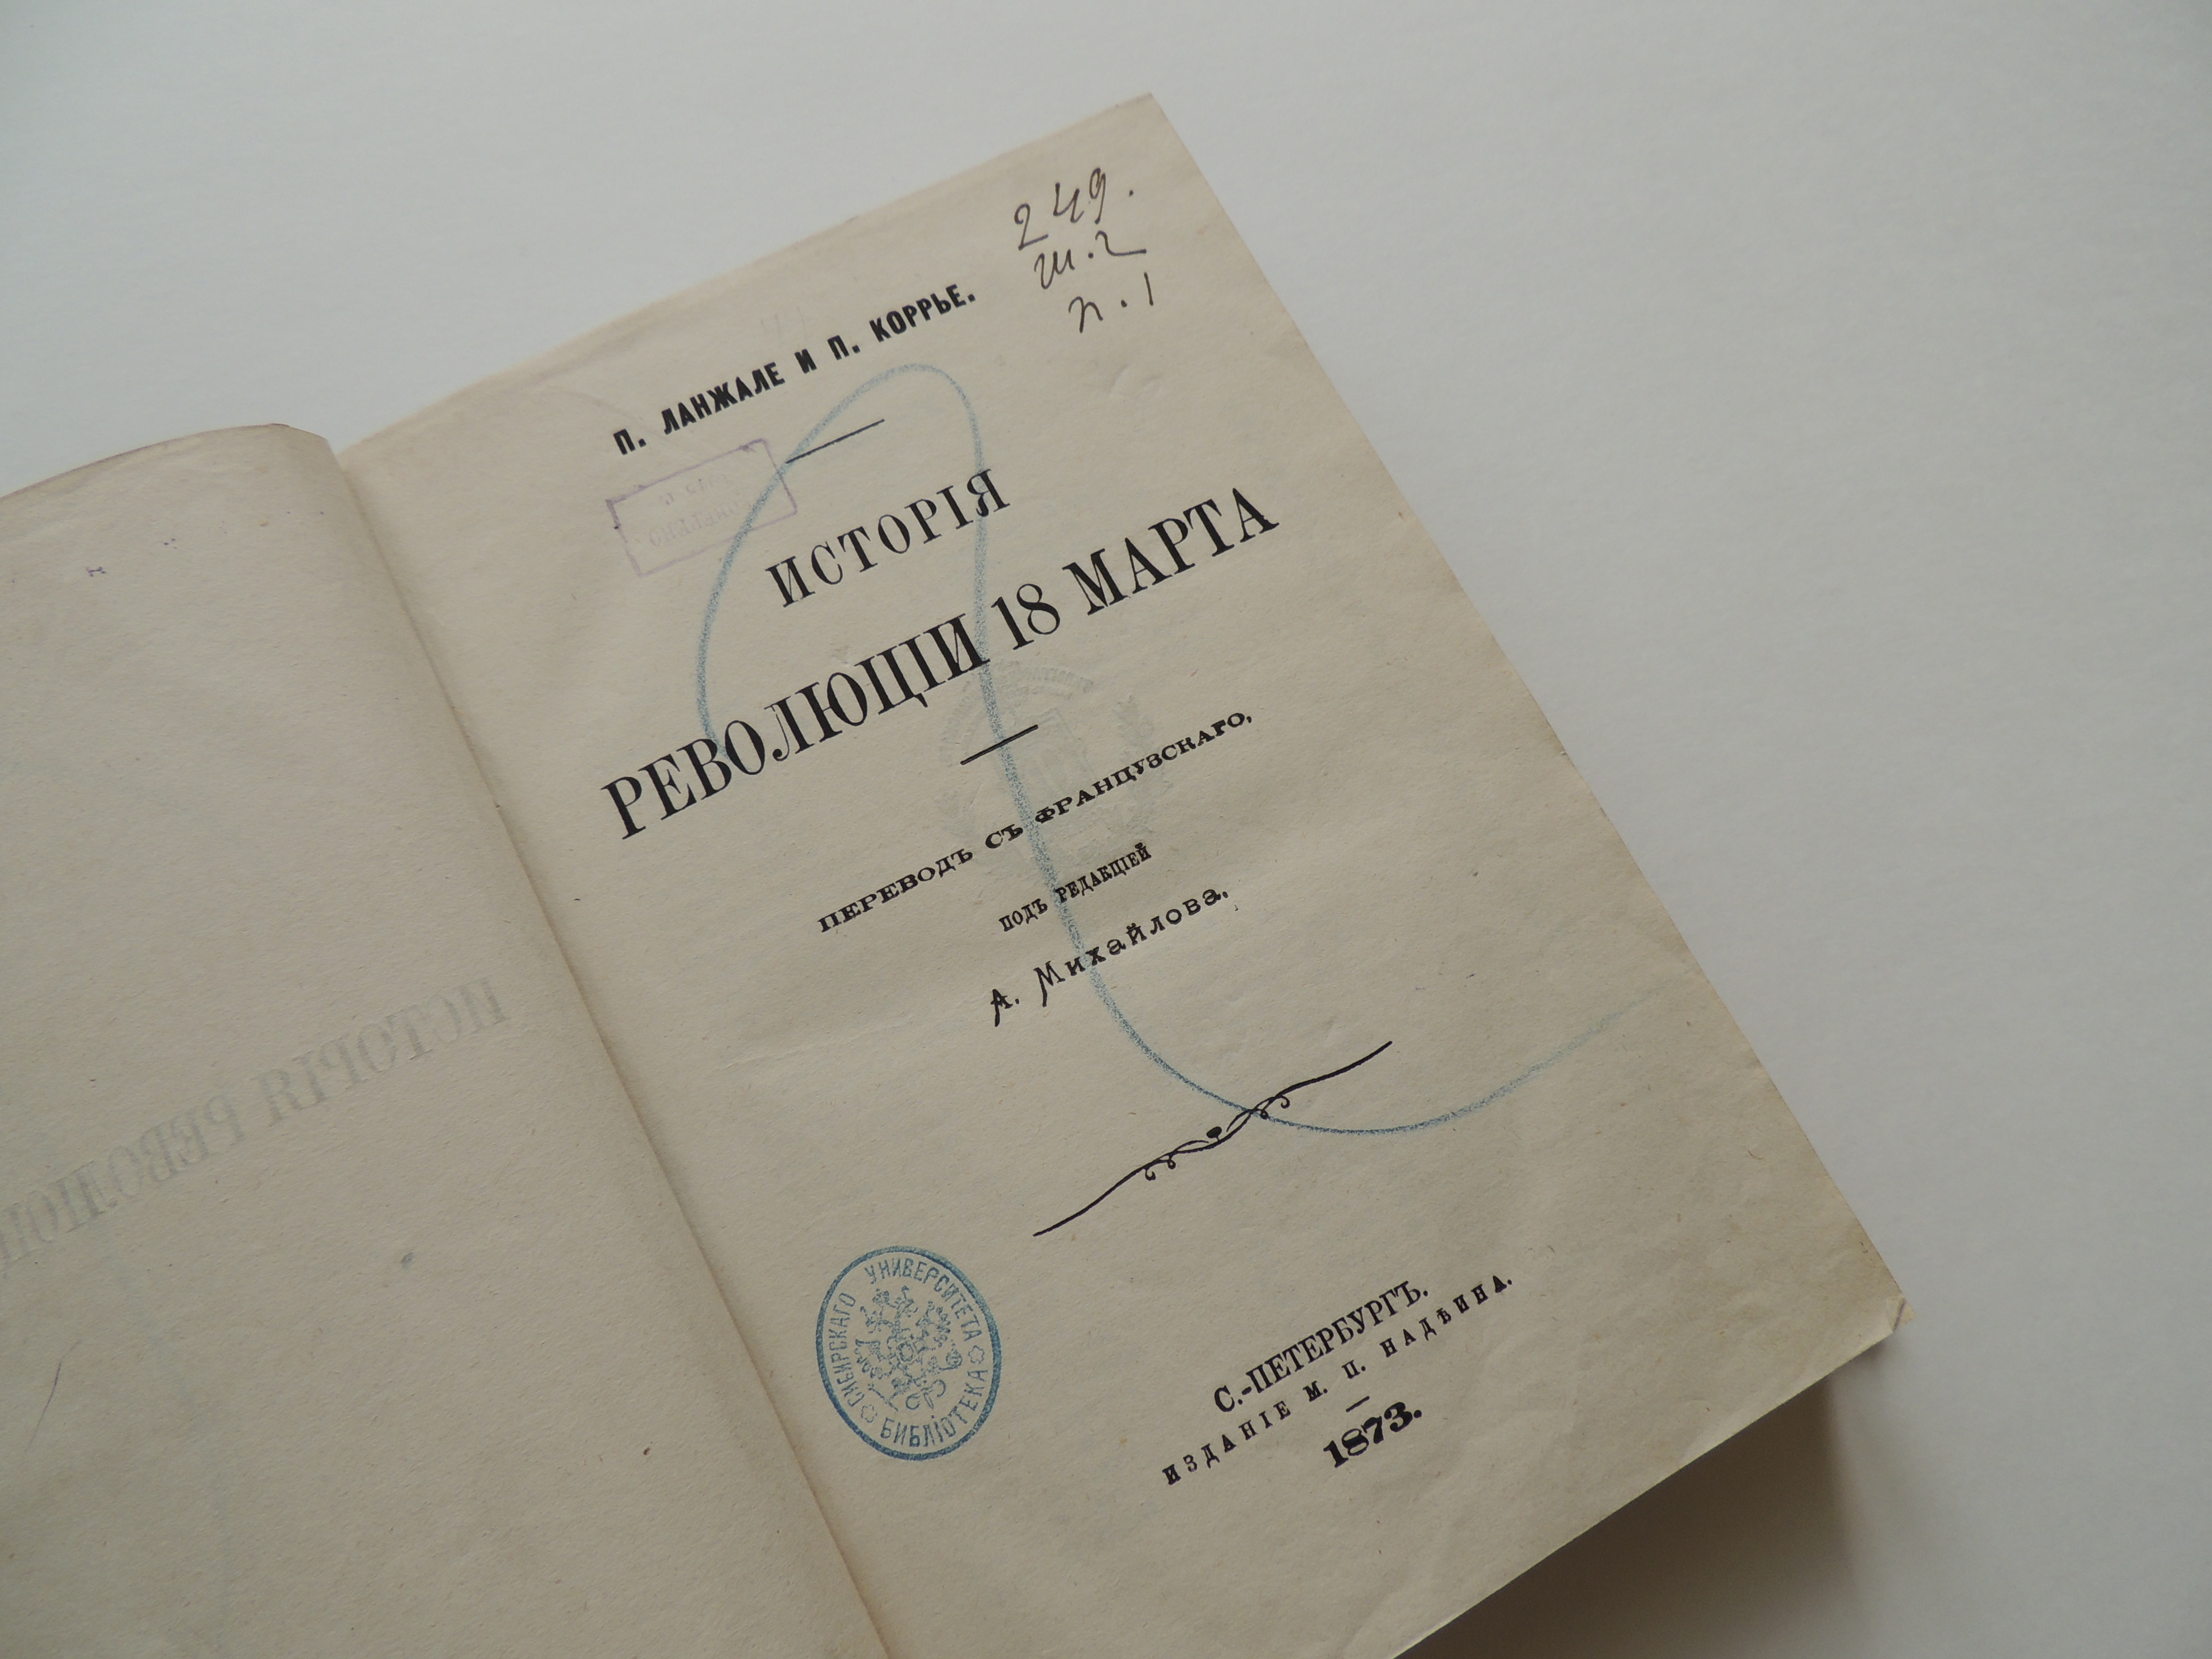 249.
ш.2
п.1
П. ЛАНЖАЛЕ И П. КОРРЬЕ.
ИСТОРІЯ
РЕВОЛЮЦІИ 18 МАРТА
ПЕРЕВОДЪ СЪ ФРАНЦУЗСКАГО,
ПОДЪ РЕДАКЦІЕЙ
А. Михайлова.
СИБИРСКАГО УНИВЕРСИТЕТА
БИБЛІОТЕКА
С.-ПЕТЕРБУРГЪ.
ИЗДАНІЕ М. П. НАДѢИНА.
1873.
ИСТОРІЯ РЕВОЛЮЦ